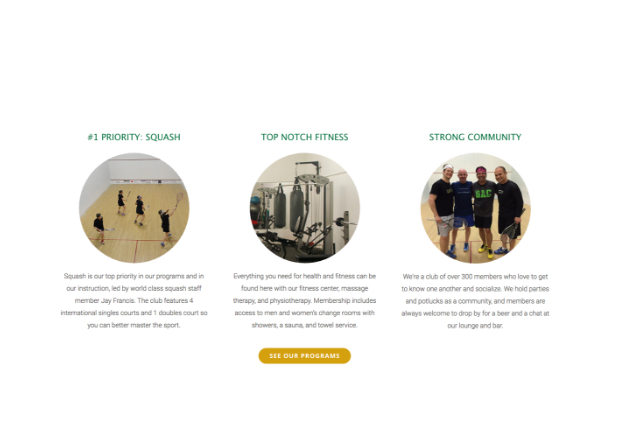 #1 PRIORITY: SQUASH
Squash is our top priority in our programs and in
our instruction, led by world class squash staff
member Jay Francis. The club features 4
international singles courts and 1 doubles court so
you can better master the sport.
TOP NOTCH FITNESS
Everything you need for health and fitness can be
found here with our fitness center, massage
therapy, and physiotherapy. Membership includes
access to men and women's change rooms with
showers, a sauna, and towel service.
STRONG COMMUNITY
We're a club of over 300 members who love to get
to know one another and socialize. We hold parties
and potlucks as a community, and members are
always welcome to drop by for a beer and a chat at
our lounge and bar.
SEE OUR PROGRAMS